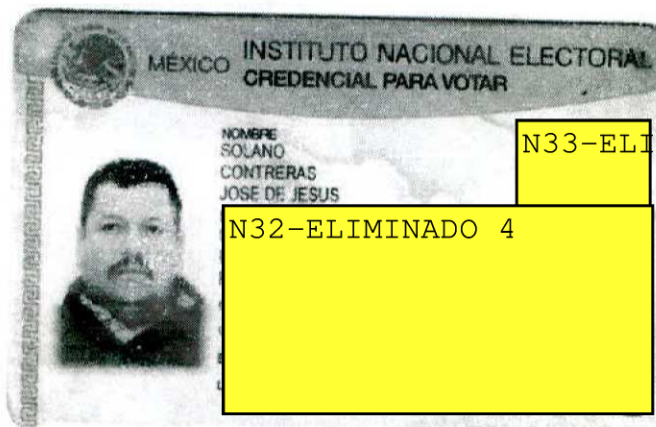 MÉXICO INSTITUTO NACIONAL ELECTORAL
CREDENCIAL PARA VOTAR
NOMBRE
SOLANO
CONTRERAS
JOSE DE JESUS
N33-ELI
N32-ELIMINADO 4